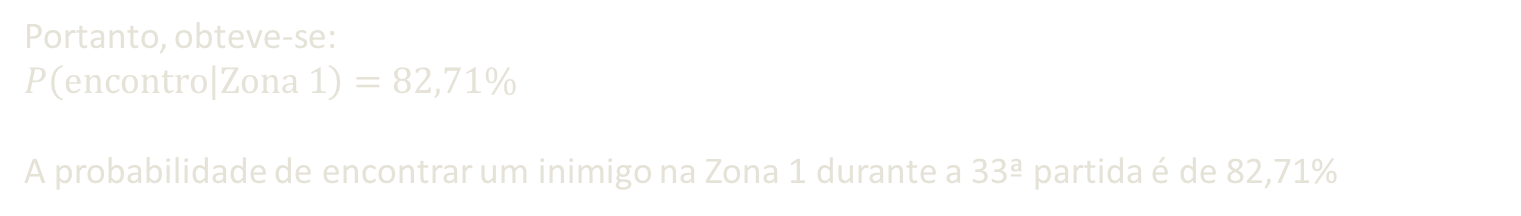 Portanto, obteve-se:
P(encontro|Zona 1) = 82,71%
A probabilidade de encontrar um inimigo na Zona 1 durante a 33ª partida é de 82,71%